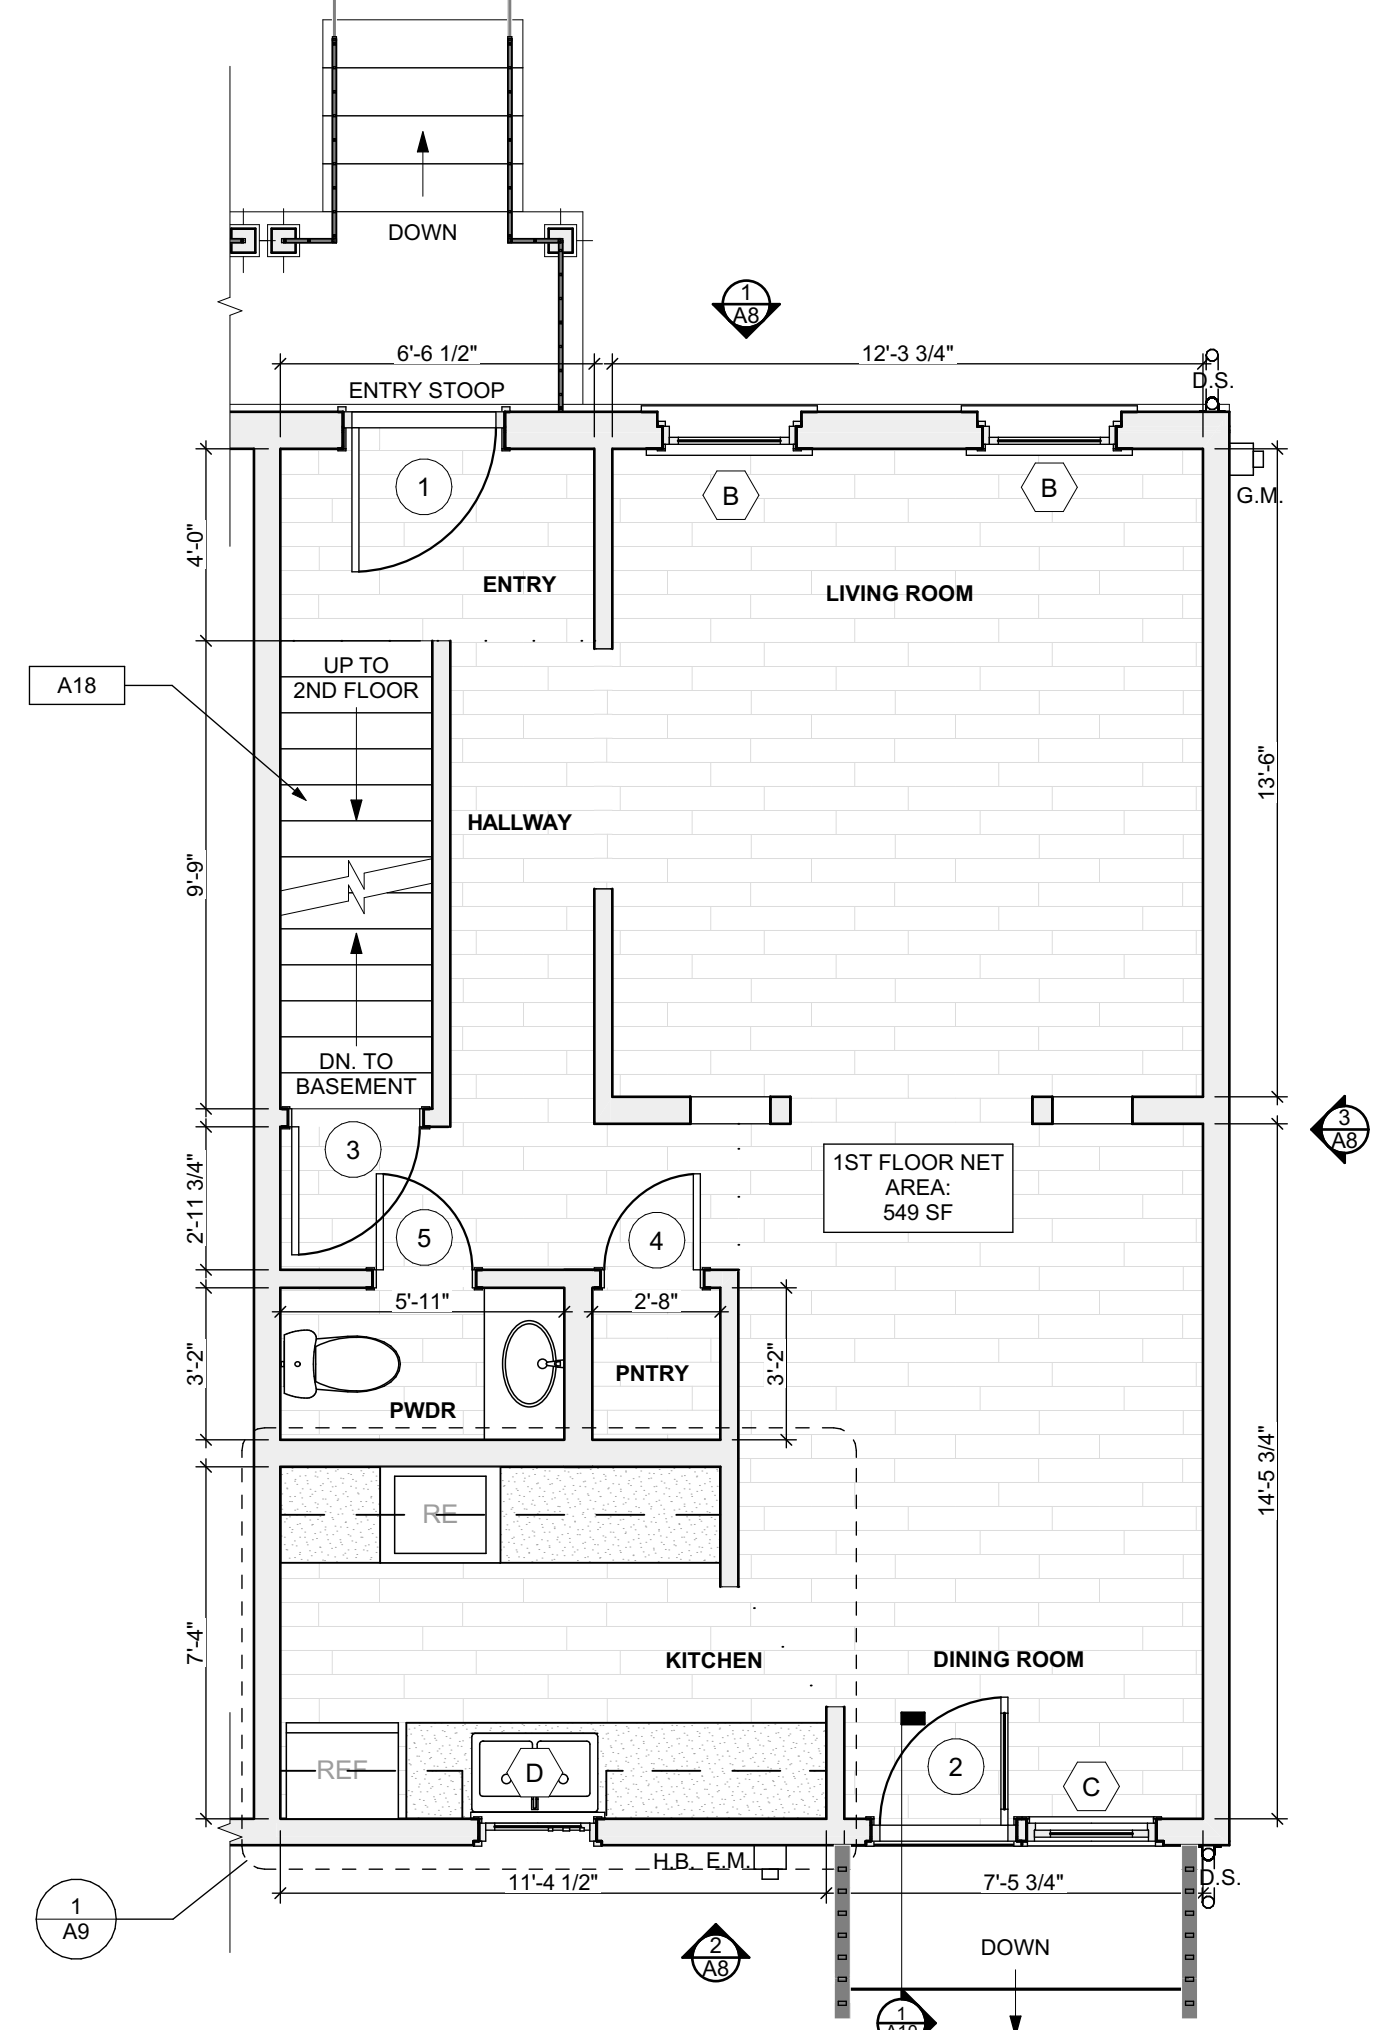 DOWN
1
A8
6'-6 1/2"
12'-3 3/4"
D.S.
ENTRY STOOP
1
B
B
G.M.
4'-0"
ENTRY
LIVING ROOM
UP TO
2ND FLOOR
A18
13'-6"
HALLWAY
9'-9"
DN. TO
BASEMENT
3
3
A8
1ST FLOOR NET
AREA:
549 SF
2'-11 3/4"
5
4
5'-11"
2'-8"
3'-2"
3'-2"
PNTRY
PWDR
14'-5 3/4"
RE
7'-4"
KITCHEN
DINING ROOM
REF
D
2
C
H.B. E.M.
D.S.
11'-4 1/2"
7'-5 3/4"
1
A9
2
A8
DOWN
1